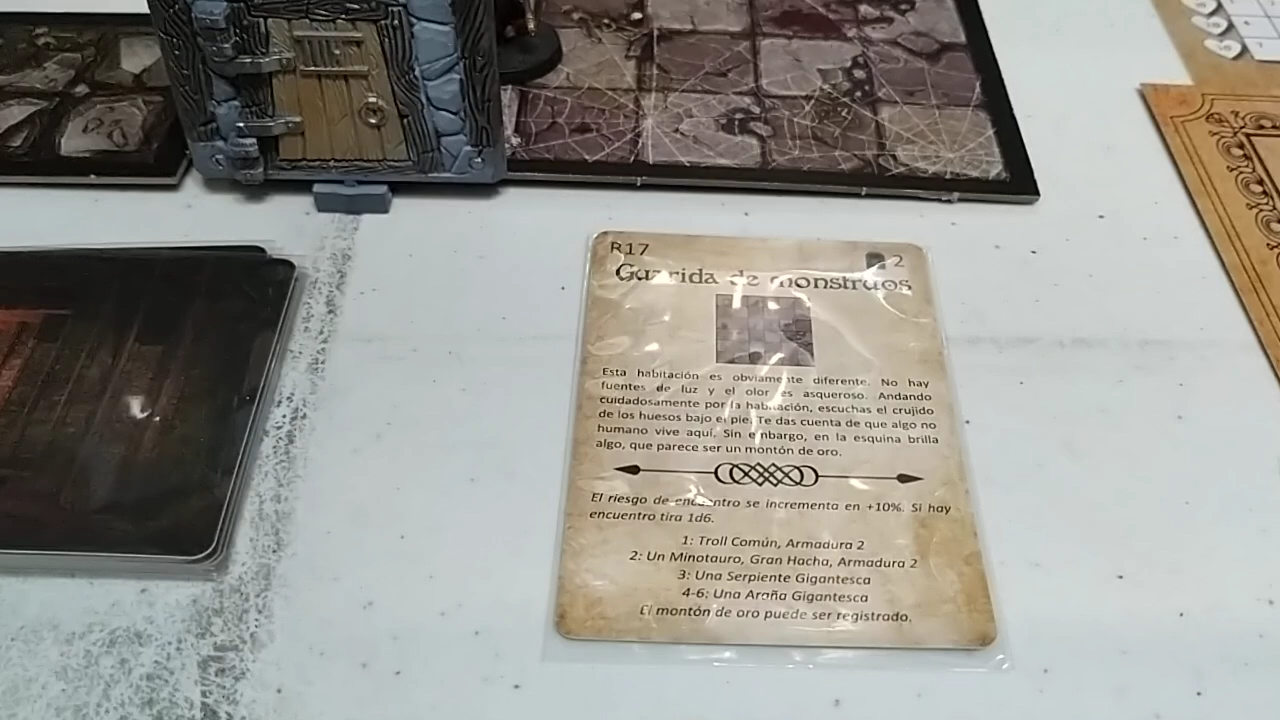 R17
2
Guarida de monstruos
Esta habitación es obviamente diferente. No hay
fuentes de luz y el olor es asqueroso. Andando
cuidadosamente por la habitación, escuchas el crujido
de los huesos bajo el pie. Te das cuenta de que algo no
humano vive aquí. Sin embargo, en la esquina brilla
algo, que parece ser un montón de oro.
El riesgo de encuentro se incrementa en +10%. Si hay
encuentro tira 1d6.
1: Troll Común, Armadura 2
2: Un Minotauro, Gran Hacha, Armadura 2
3: Una Serpiente Gigantesca
4-6: Una Araña Gigantesca
El montón de oro puede ser registrado.